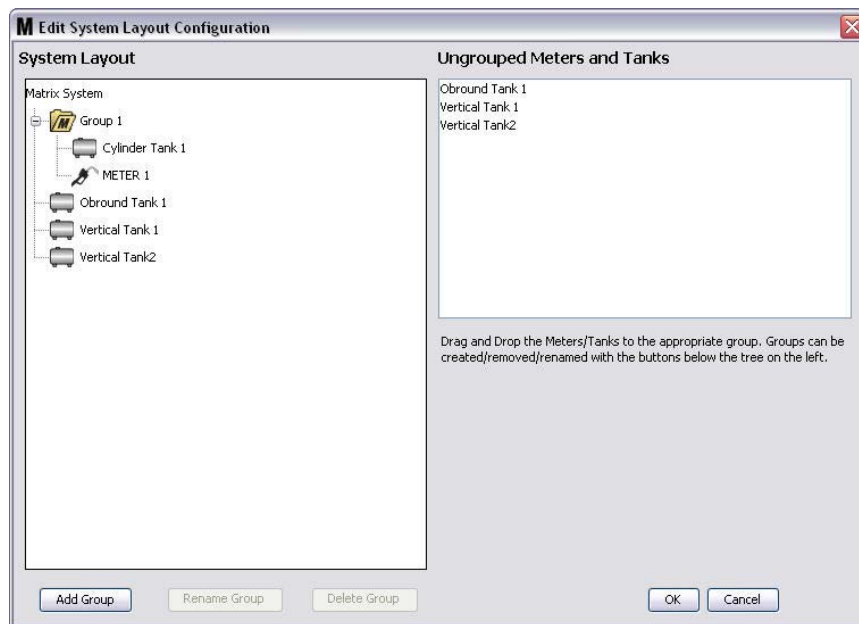 M Edit System Layout Configuration
System Layout
Matrix System
M Group 1
Cylinder Tank 1
METER 1
Obround Tank 1
Vertical Tank 1
Vertical Tank2
Ungrouped Meters and Tanks
Obround Tank 1
Vertical Tank 1
Vertical Tank2
Drag and Drop the Meters/Tanks to the appropriate group. Groups can be
created/removed/renamed with the buttons below the tree on the left.
Add Group
Rename Group
Delete Group
OK
Cancel